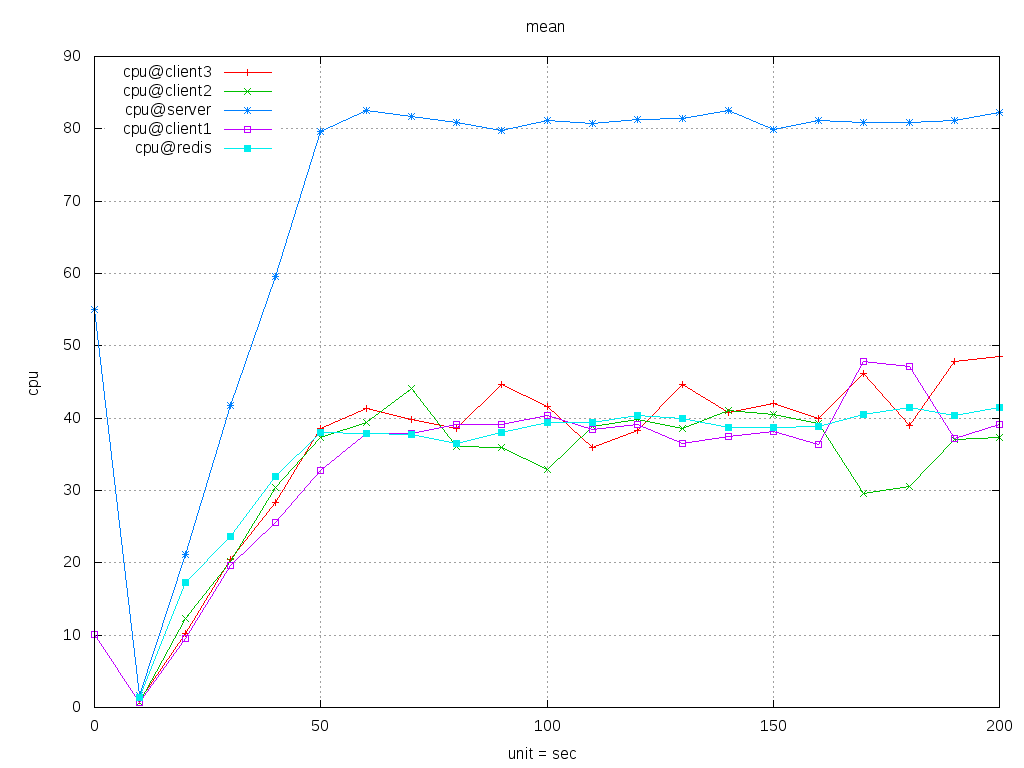 mean
cpu@client3
cpu@client2
cpu@server
cpu@client1
cpu@redis
90
80
70
60
50
40
30
20
10
0
cpu
0 50 100 150 200
unit = sec